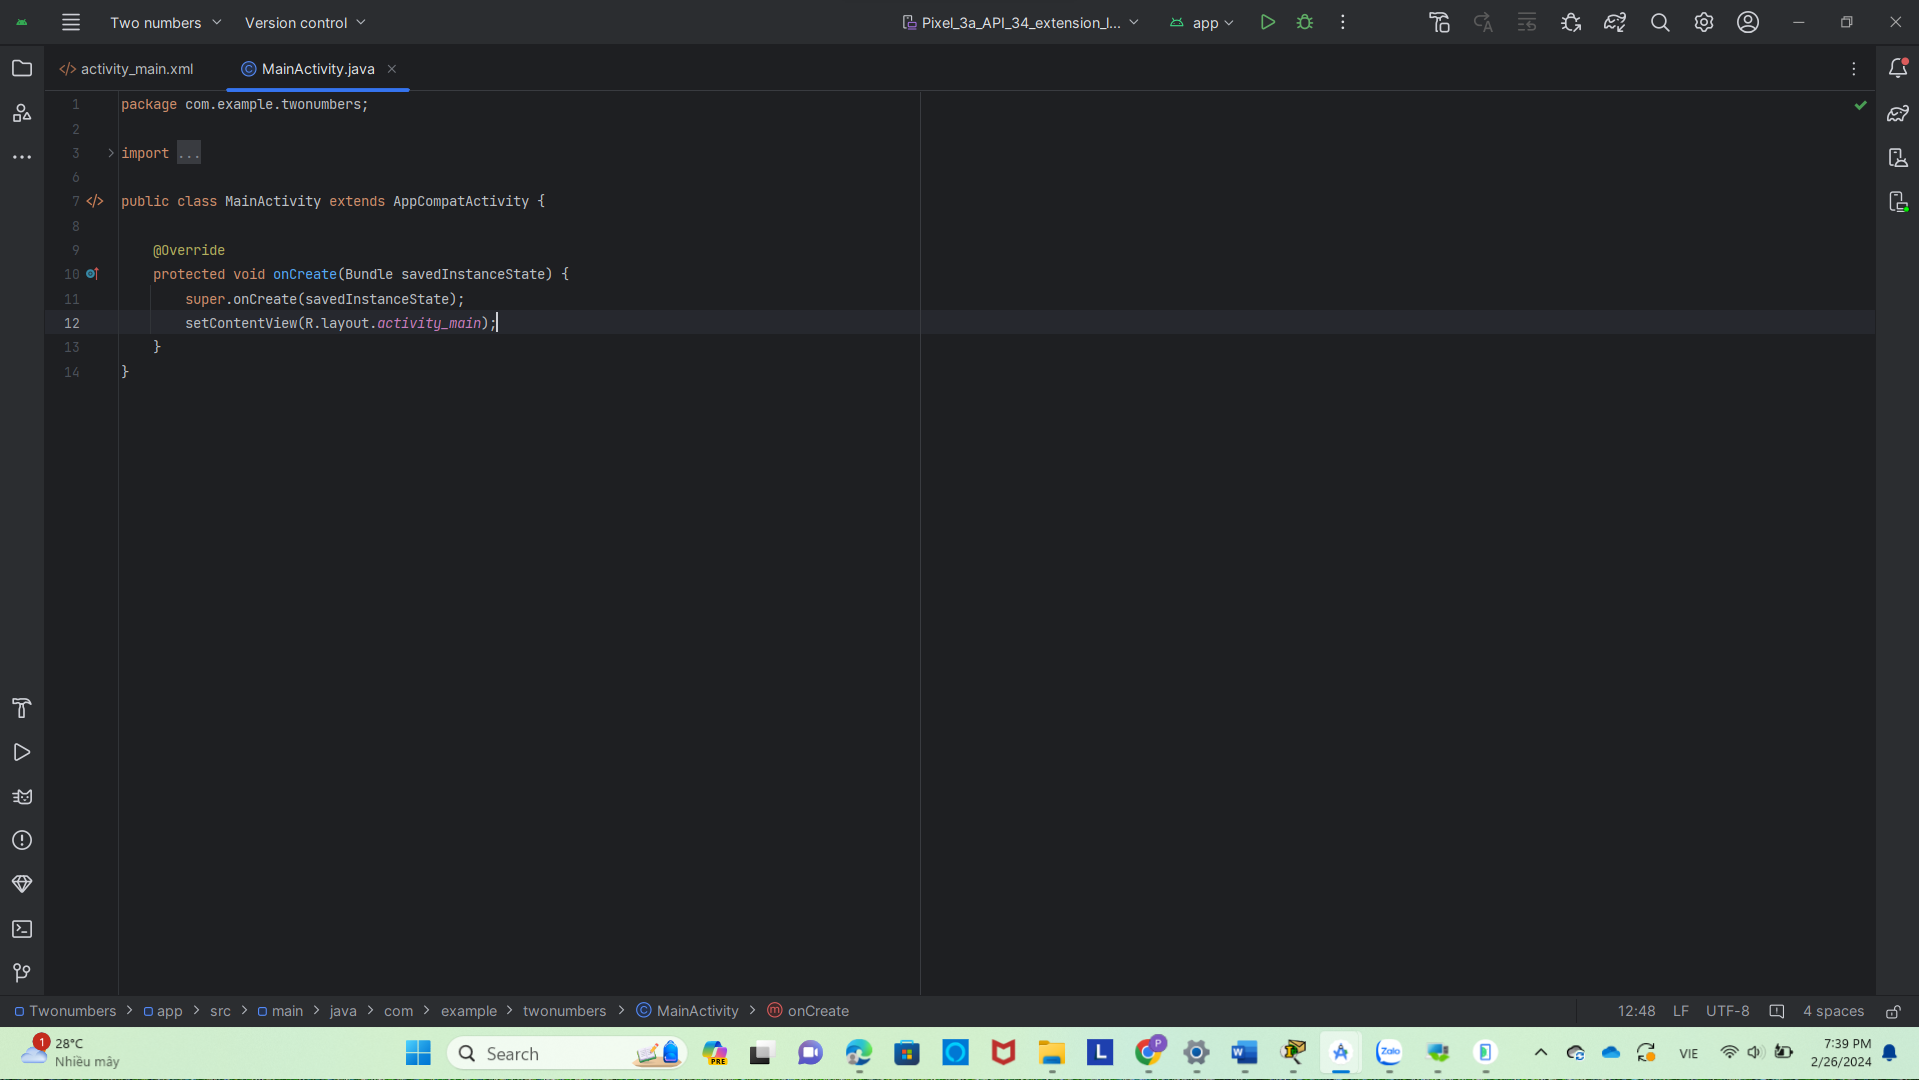 Two numbers
Version control
Pixel_3a_API_34_extension_l...
app
activity_main.xml
MainActivity.java
1 package com.example.twonumbers;
2
3 import ...
6
7 public class MainActivity extends AppCompatActivity {
8
9 @Override
10 protected void onCreate(Bundle savedInstanceState) {
11 super.onCreate(savedInstanceState);
12 setContentView(R.layout.activity_main);
13 }
14 }
Twonumbers > app > src > main > java > com > example > twonumbers > MainActivity > onCreate
12:48 LF UTF-8 4 spaces
1
28°C
Nhiều mây
Search
PRE
L
P
W
Zalo
VIE
7:39 PM
2/26/2024